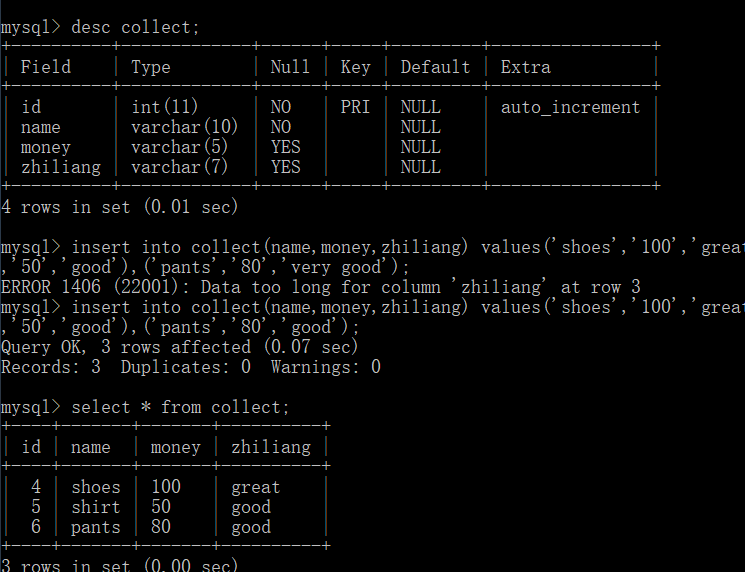 mysql> desc collect;
+-----------+-------------+------+-----+---------+----------------+
| Field     | Type        | Null | Key | Default | Extra          |
+-----------+-------------+------+-----+---------+----------------+
| id        | int(11)     | NO   | PRI | NULL    | auto_increment |
| name      | varchar(10) | NO   |     | NULL    |                |
| money     | varchar(5)  | YES  |     | NULL    |                |
| zhiliang  | varchar(7)  | YES  |     | NULL    |                |
+-----------+-------------+------+-----+---------+----------------+
4 rows in set (0.01 sec)
mysql> insert into collect(name,money,zhiliang) values('shoes','100','great
,'50','good'),('pants','80','very good');
ERROR 1406 (22001): Data too long for column 'zhiliang' at row 3
mysql> insert into collect(name,money,zhiliang) values('shoes','100','great
,'50','good'),('pants','80','good');
Query OK, 3 rows affected (0.07 sec)
Records: 3  Duplicates: 0  Warnings: 0
mysql> select * from collect;
+----+-------+-------+----------+
| id | name  | money | zhiliang |
+----+-------+-------+----------+
|  4 | shoes | 100   | great    |
|  5 | shirt | 50    | good     |
|  6 | pants | 80    | good     |
+----+-------+-------+----------+
3 rows in set (0.00 sec)